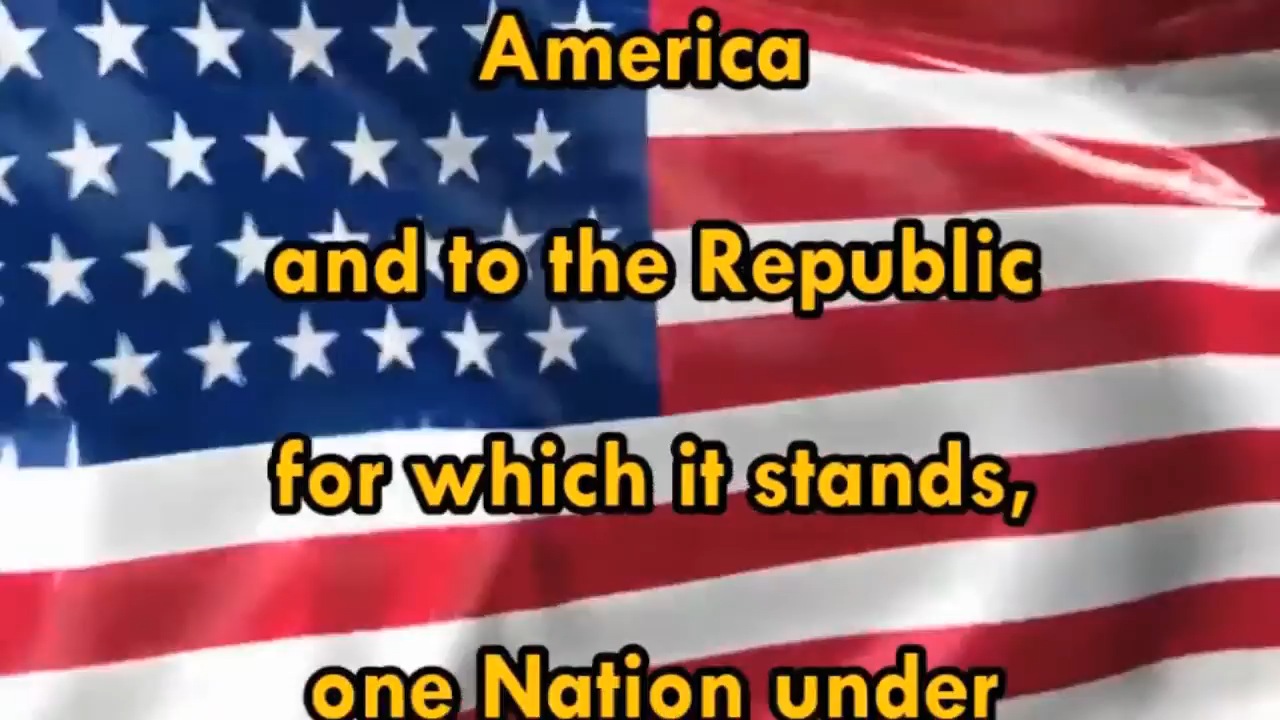 America
and to the Republic
for which it stands,
one Nation under